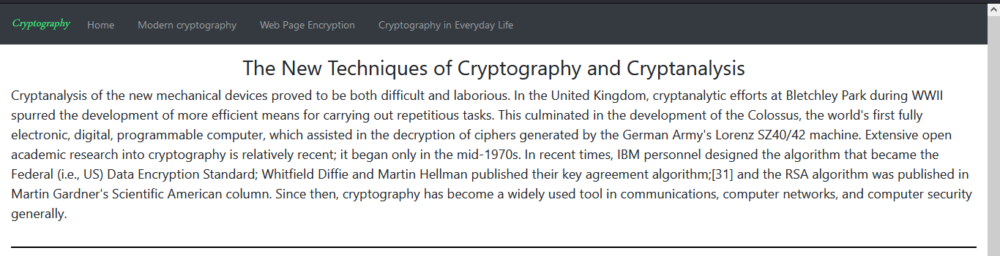 Cryptography Home Modern cryptography Web Page Encryption Cryptography in Everyday Life
The New Techniques of Cryptography and Cryptanalysis
Cryptanalysis of the new mechanical devices proved to be both difficult and laborious. In the United Kingdom, cryptanalytic efforts at Bletchley Park during WWII
spurred the development of more efficient means for carrying out repetitious tasks. This culminated in the development of the Colossus, the world's first fully
electronic, digital, programmable computer, which assisted in the decryption of ciphers generated by the German Army's Lorenz SZ40/42 machine. Extensive open
academic research into cryptography is relatively recent; it began only in the mid-1970s. In recent times, IBM personnel designed the algorithm that became the
Federal (i.e., US) Data Encryption Standard; Whitfield Diffie and Martin Hellman published their key agreement algorithm;[31] and the RSA algorithm was published in
Martin Gardner's Scientific American column. Since then, cryptography has become a widely used tool in communications, computer networks, and computer security
generally.